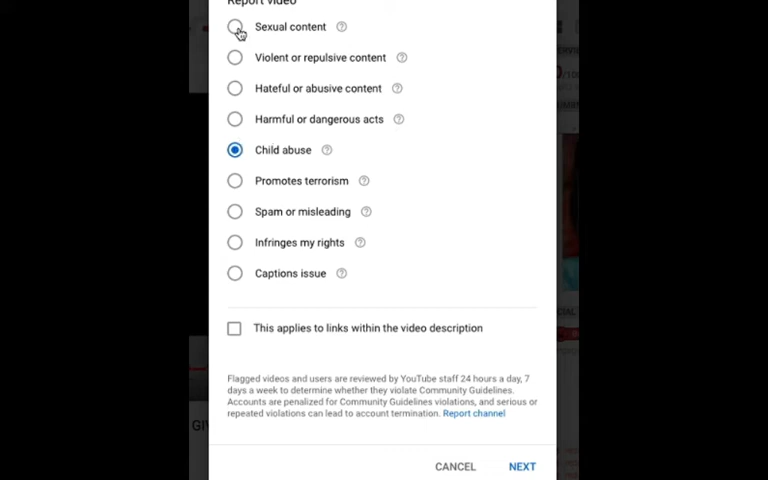 Report video
Sexual content
Violent or repulsive content
Hateful or abusive content
Harmful or dangerous acts
Child abuse
Promotes terrorism
Spam or misleading
Infringes my rights
Captions issue
This applies to links within the video description
Flagged videos and users are reviewed by YouTube staff 24 hours a day, 7
days a week to determine whether they violate Community Guidelines.
Accounts are penalized for Community Guidelines violations, and serious or
repeated violations can lead to account termination. Report channel
CANCEL NEXT